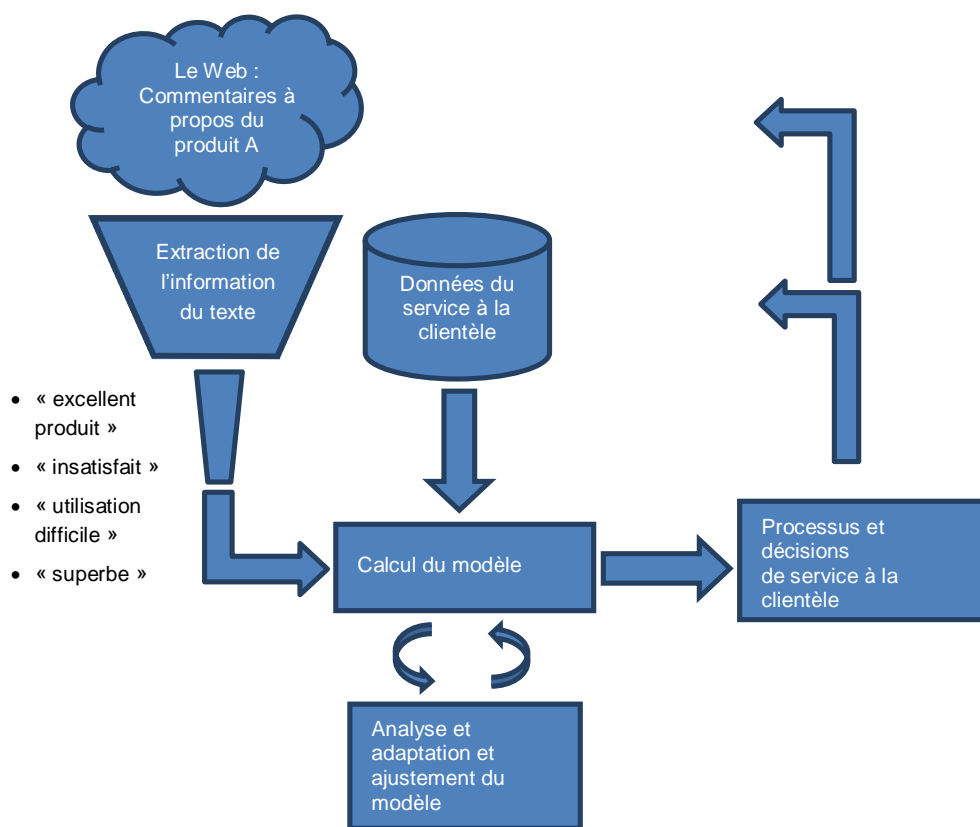 Le Web :
Commentaires à
propos du
produit A
Extraction de
l'information
du texte
Données du
service à la
clientèle
• « excellent
produit »
• « insatisfait »
• « utilisation
difficile »
• « superbe »
Calcul du modèle
Processus et
décisions
de service à la
clientèle
Analyse et
adaptation et
ajustement du
modèle